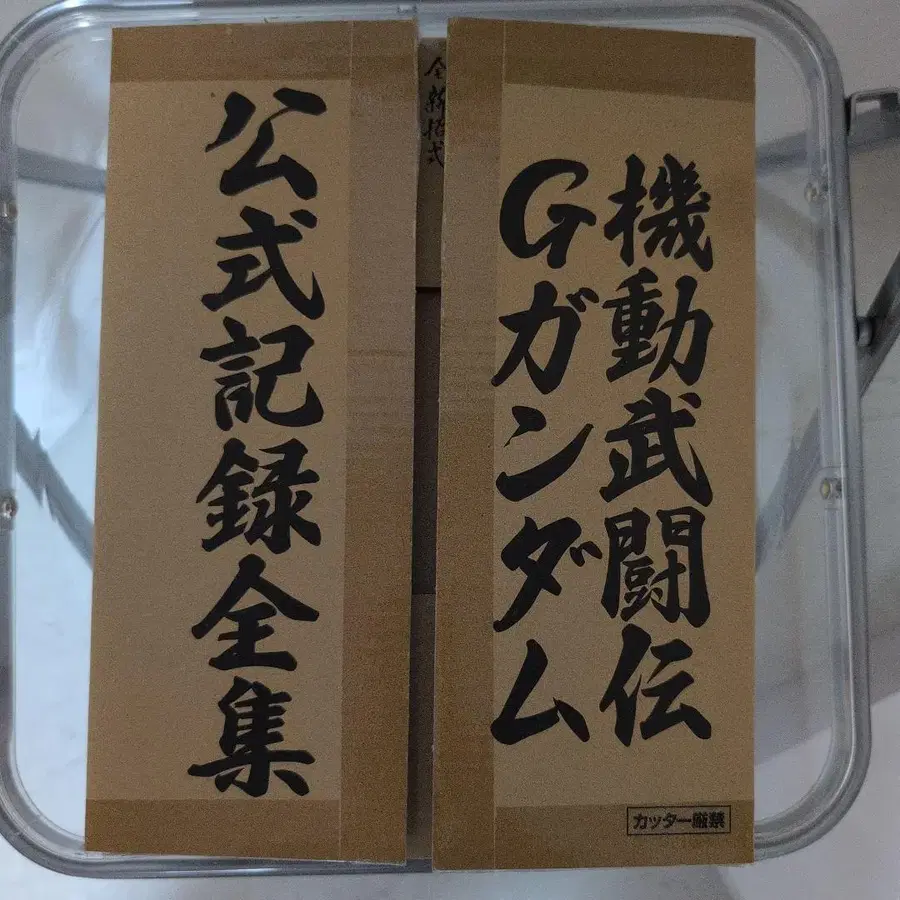 機動武闘伝
Gガンダム
カッター厳禁
公式記録全集